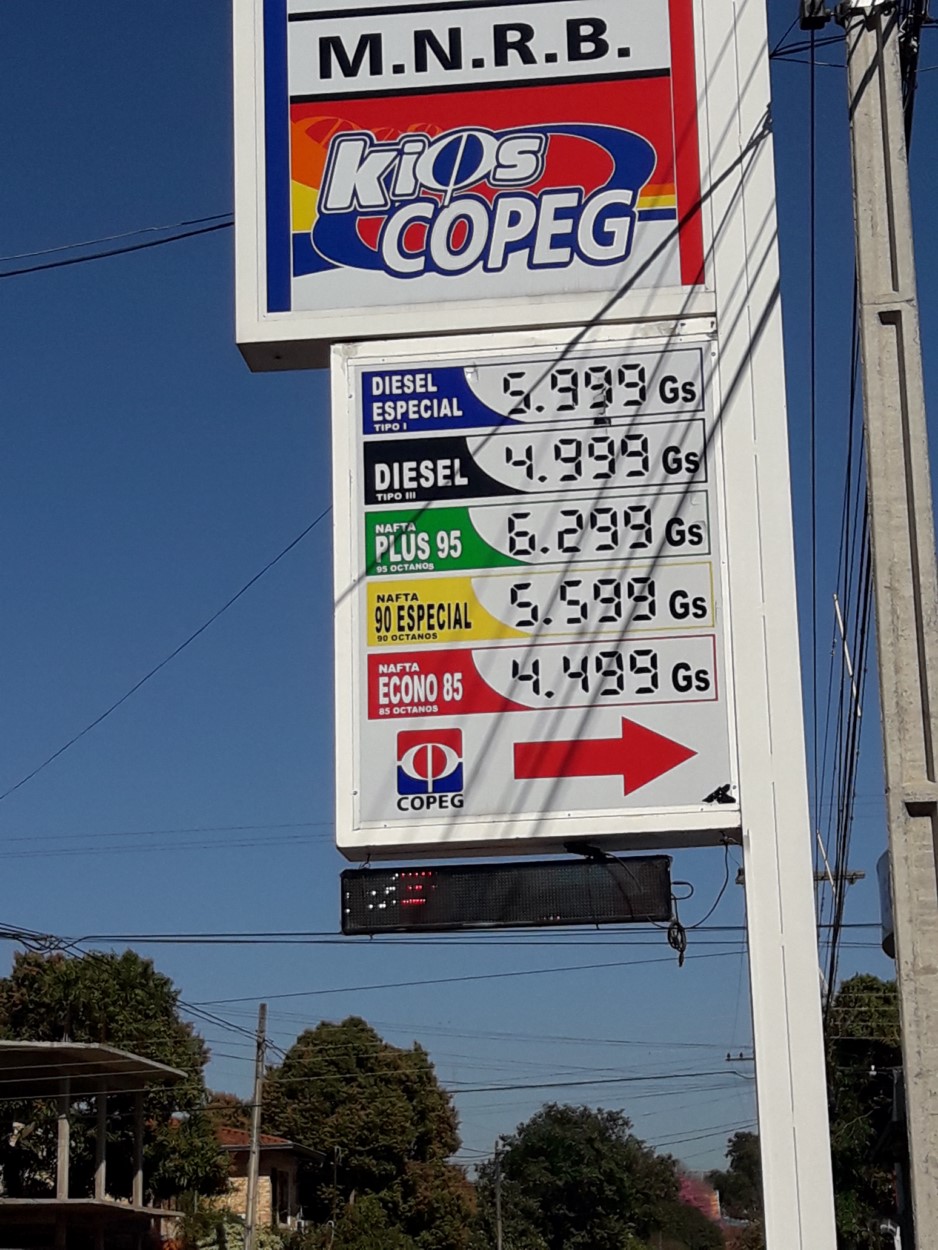 M.N.R.B.
kios
COPEG
DIESEL
ESPECIAL
TIPO I
5.999 Gs
DIESEL
TIPO III
4.999 Gs
NAFTA
PLUS 95
95 OCTANOS
6.299 Gs
NAFTA
90 ESPECIAL
90 OCTANOS
5.599 Gs
NAFTA
ECONO 85
85 OCTANOS
4.499 Gs
COPEG